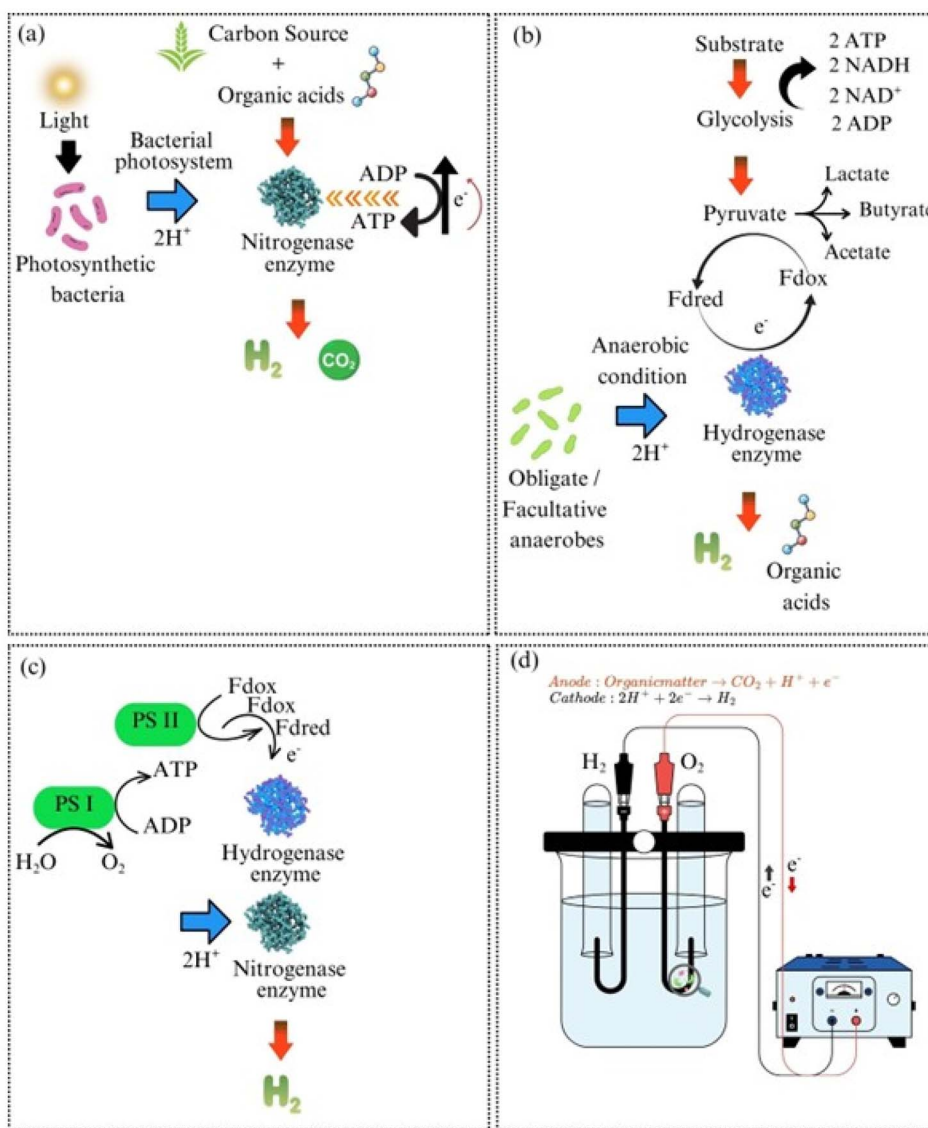 (a)
Carbon Source
+
Organic acids
Light
Bacterial
photosystem
2H⁺
Photosynthetic
bacteria
ADP
ATP
e⁻
Nitrogenase
enzyme
H₂
CO₂
(b)
Substrate
2 ATP
2 NADH
2 NAD⁺
2 ADP
Glycolysis
Pyruvate
Lactate
Butyrate
Acetate
Fdred
Fdox
e⁻
Anaerobic
condition
2H⁺
Hydrogenase
enzyme
Obligate /
Facultative
anaerobes
H₂
Organic
acids
(c)
PS II
Fdox
Fdox
Fdred
e⁻
ATP
PS I
ADP
H₂O
O₂
Hydrogenase
enzyme
2H⁺
Nitrogenase
enzyme
H₂
(d)
Anode : Organicmatter → CO₂ + H⁺ + e⁻
Cathode : 2H⁺ + 2e⁻ → H₂
H₂
O₂
e⁻
e⁻